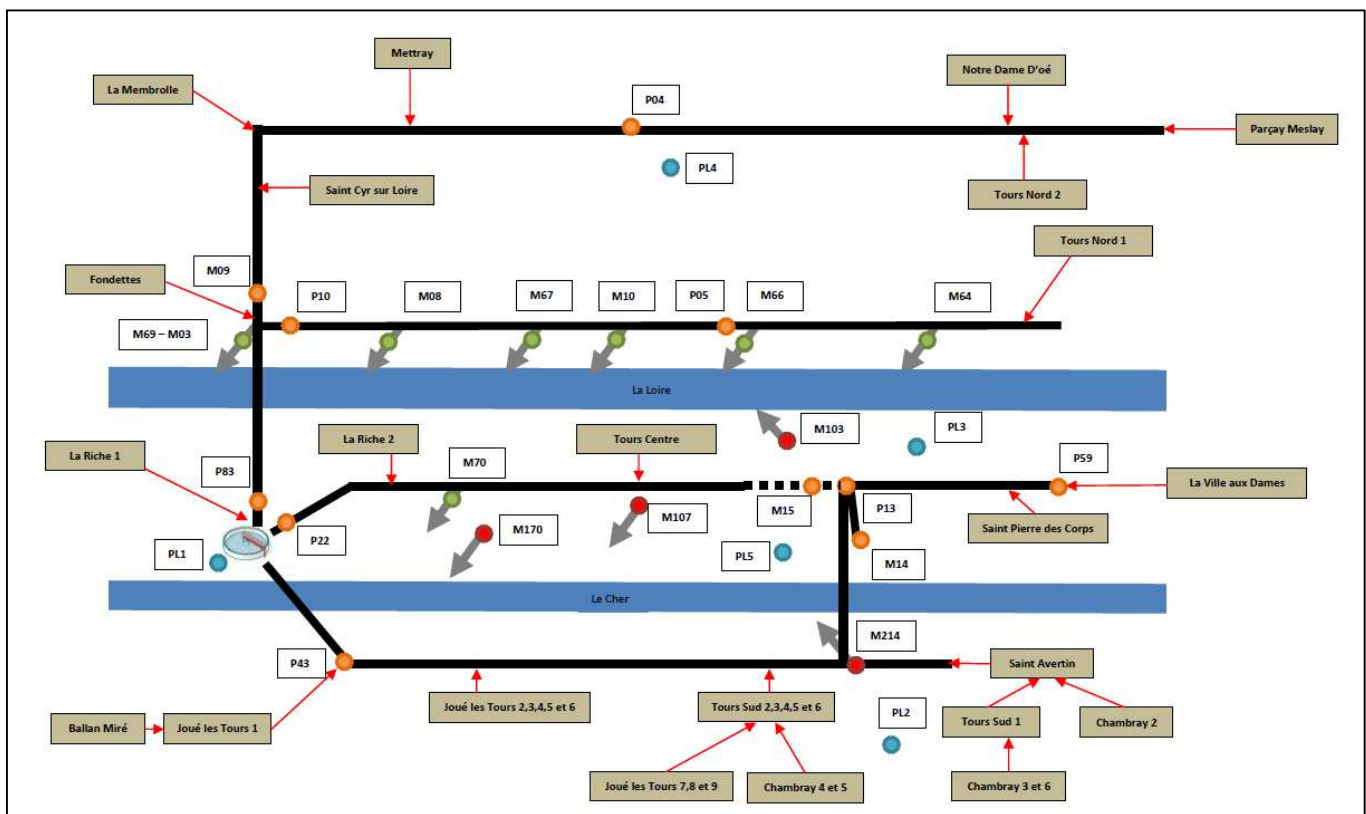 Mettray
Notre Dame D'oé
La Membrolle
P04
Parçay Meslay
PL4
Saint Cyr sur Loire
Tours Nord 2
Tours Nord 1
M09
Fondettes
P10
M08
M67
M10
P05
M66
M64
M69 – M03
La Loire
La Riche 2
Tours Centre
M103
PL3
La Riche 1
P83
M70
P59
La Ville aux Dames
P22
M170
M107
M15
P13
Saint Pierre des Corps
PL1
PL5
M14
Le Cher
M214
P43
Saint Avertin
Joué les Tours 2,3,4,5 et 6
Tours Sud 2,3,4,5 et 6
PL2
Ballan Miré
Joué les Tours 1
Tours Sud 1
Chambray 2
Joué les Tours 7,8 et 9
Chambray 4 et 5
Chambray 3 et 6